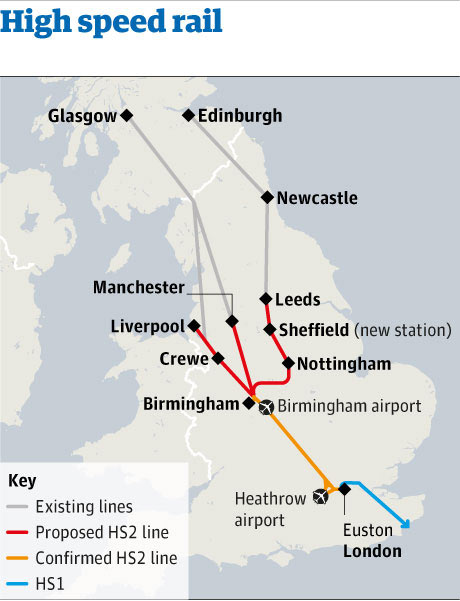 High speed rail
Glasgow
Edinburgh
Newcastle
Manchester
Leeds
Liverpool
Sheffield (new station)
Crewe
Nottingham
Birmingham
Birmingham airport
Key
Existing lines
Proposed HS2 line
Confirmed HS2 line
HS1
Heathrow
airport
Euston
London